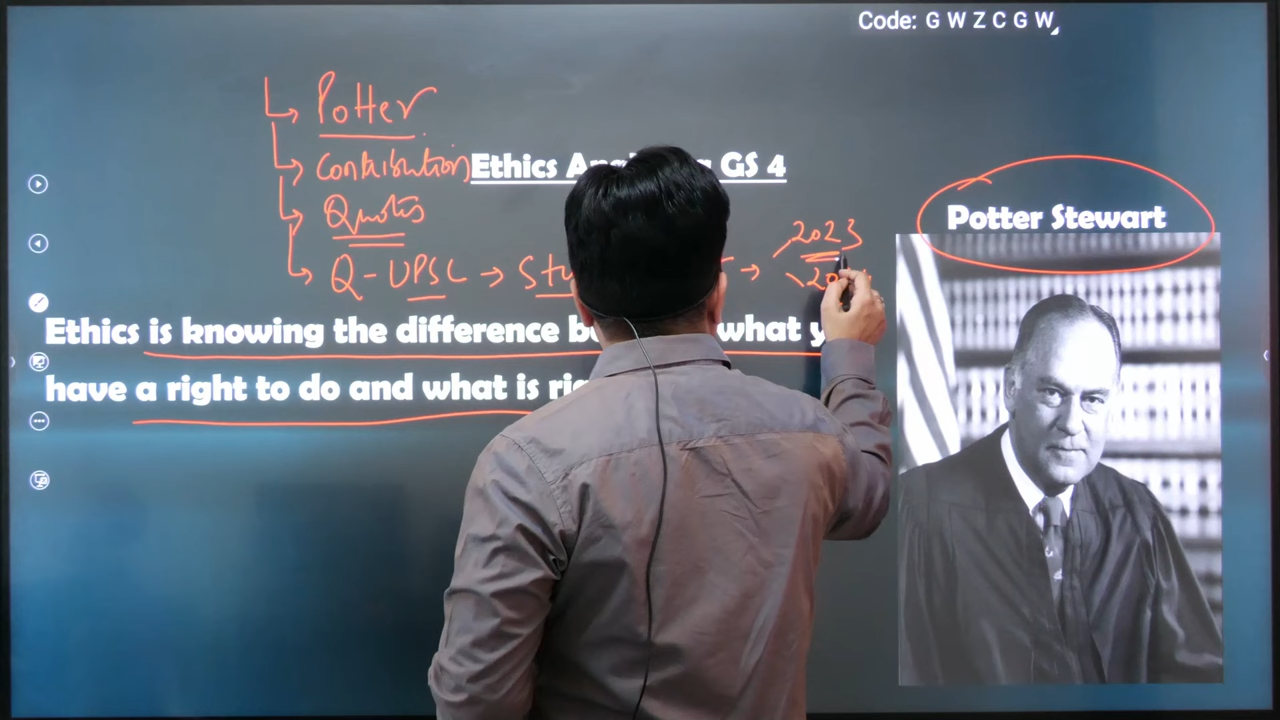 Code: G W Z C G W
Potter
Contribution
Ethics GS 4
Quotes
Potter Stewart
2023
Q-UPSC → →
Ethics is knowing the difference what
have a right to do and what is